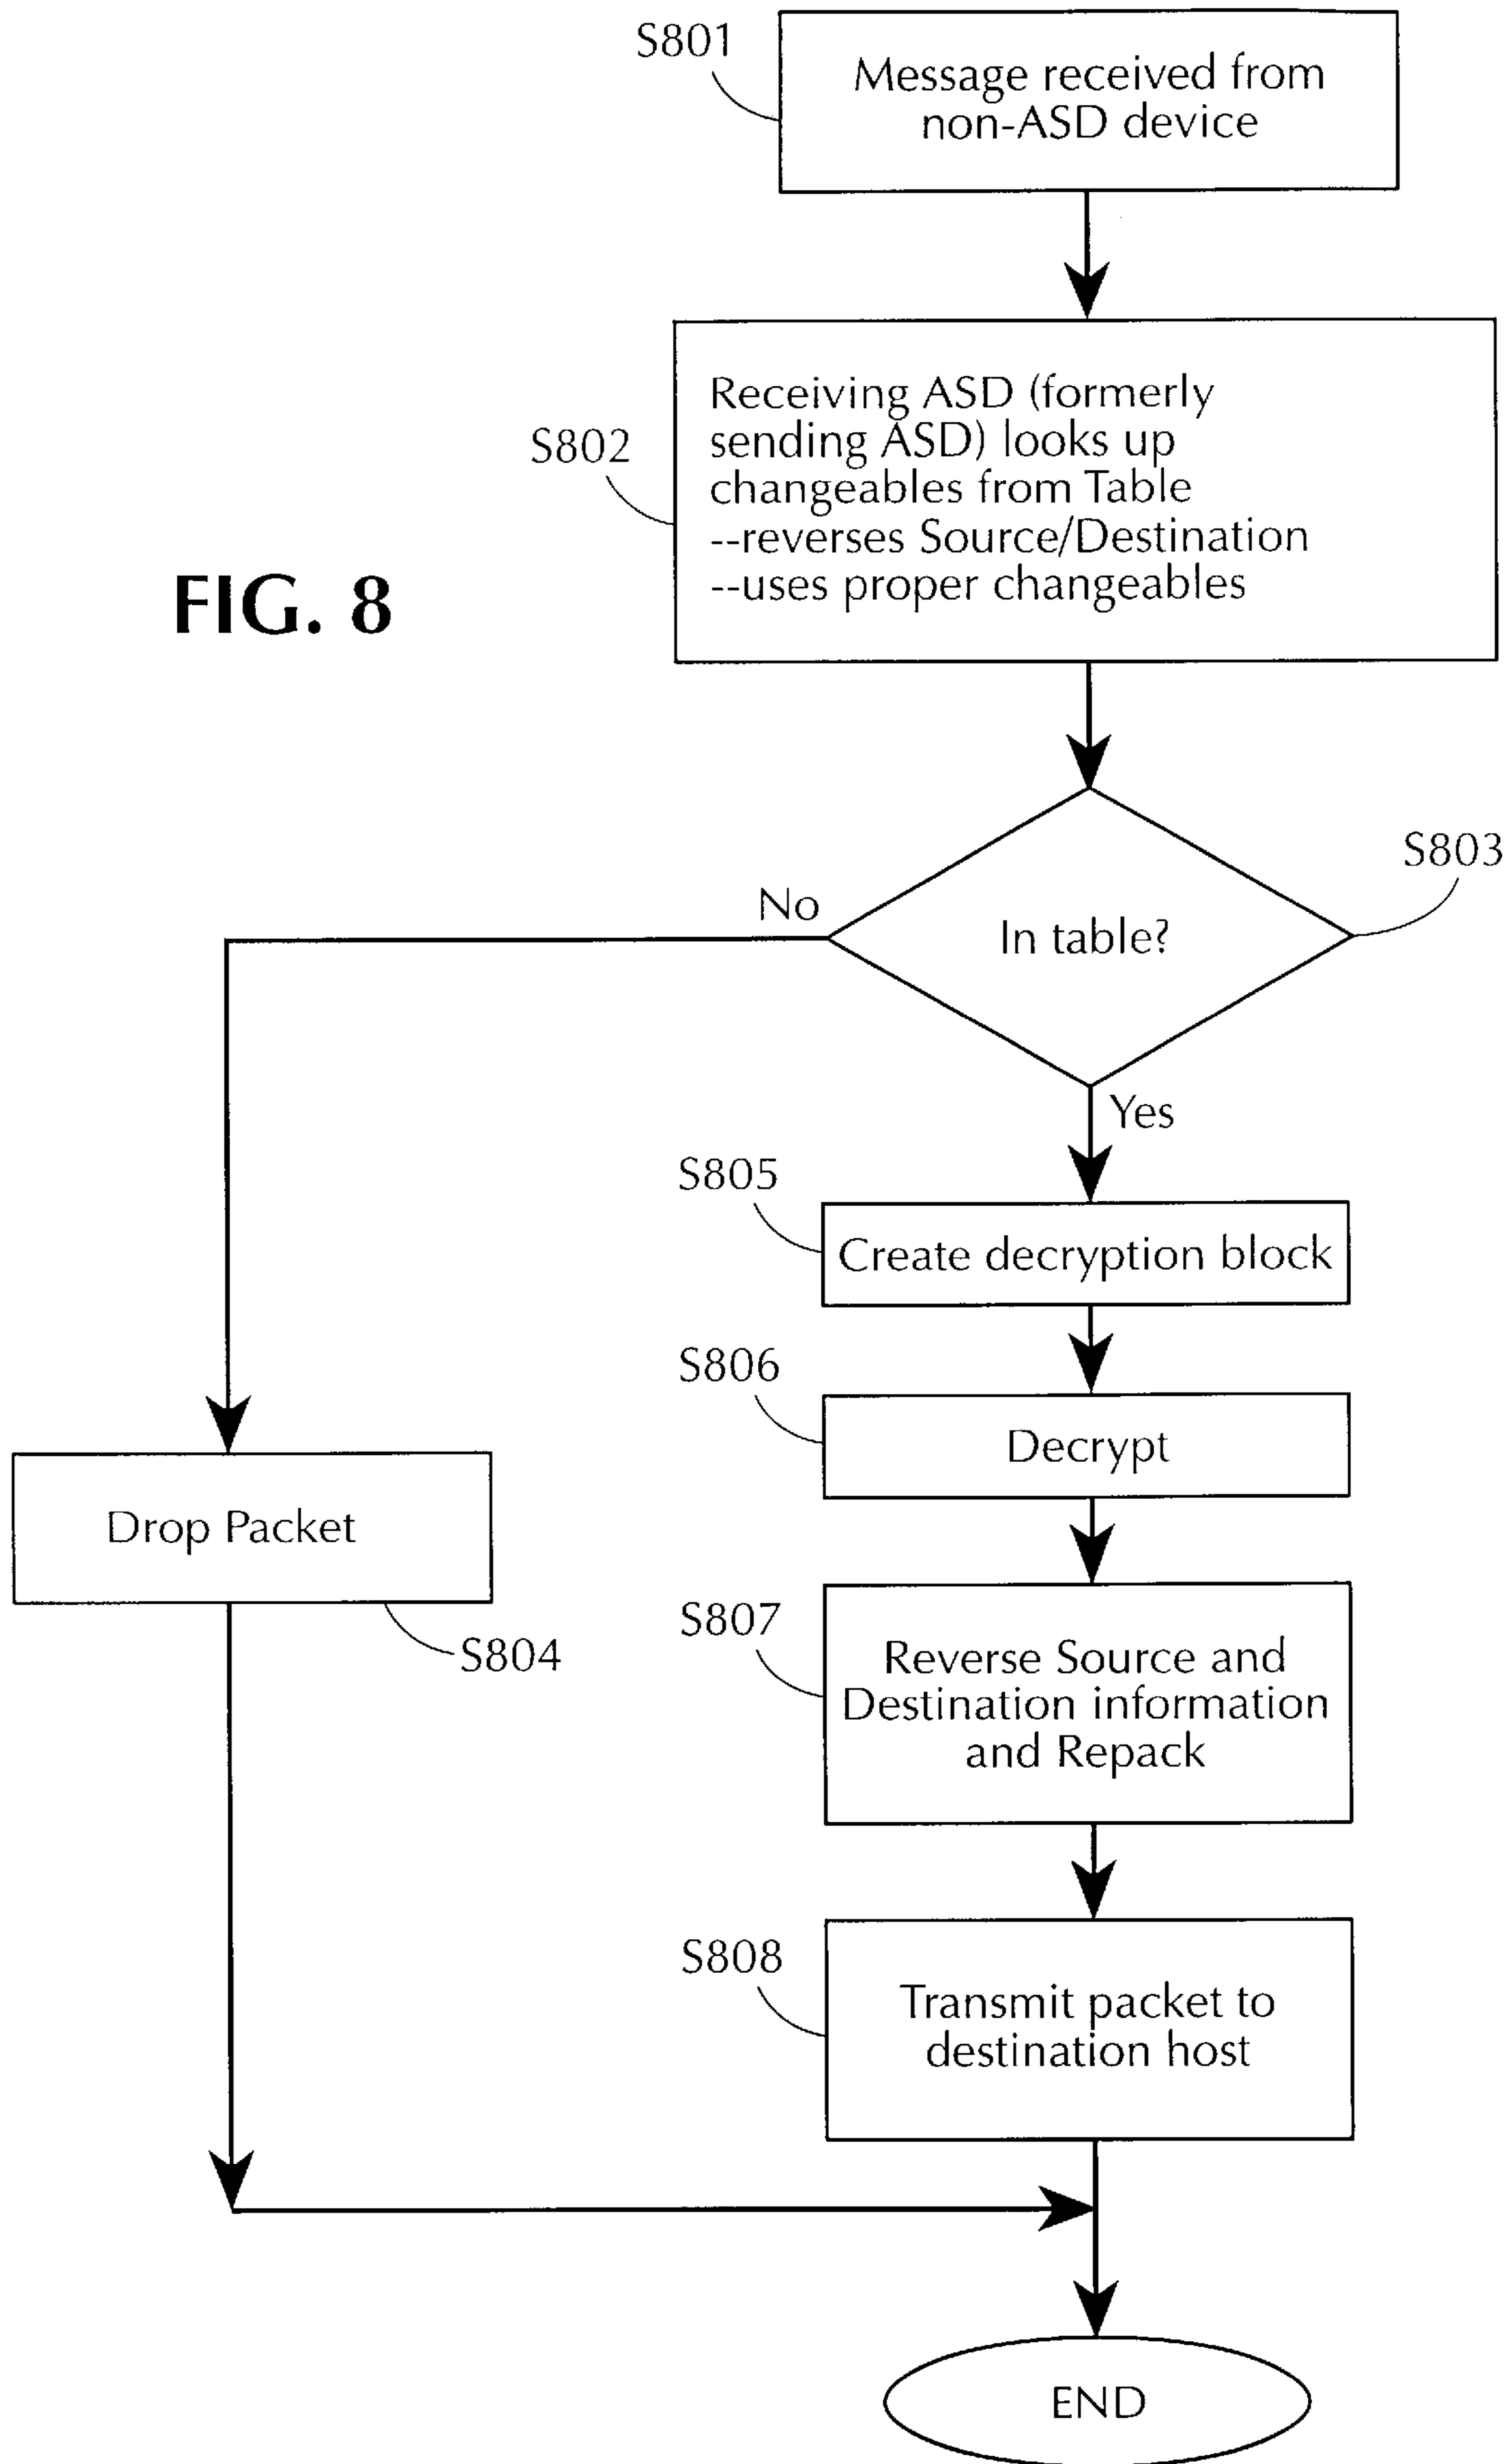 S801
Message received from
non-ASD device
S802
Receiving ASD (formerly
sending ASD) looks up
changeables from Table
--reverses Source/Destination
--uses proper changeables
FIG. 8
S803
No
In table?
Yes
S805
Create decryption block
S806
Decrypt
Drop Packet
S804
S807
Reverse Source and
Destination information
and Repack
S808
Transmit packet to
destination host
END